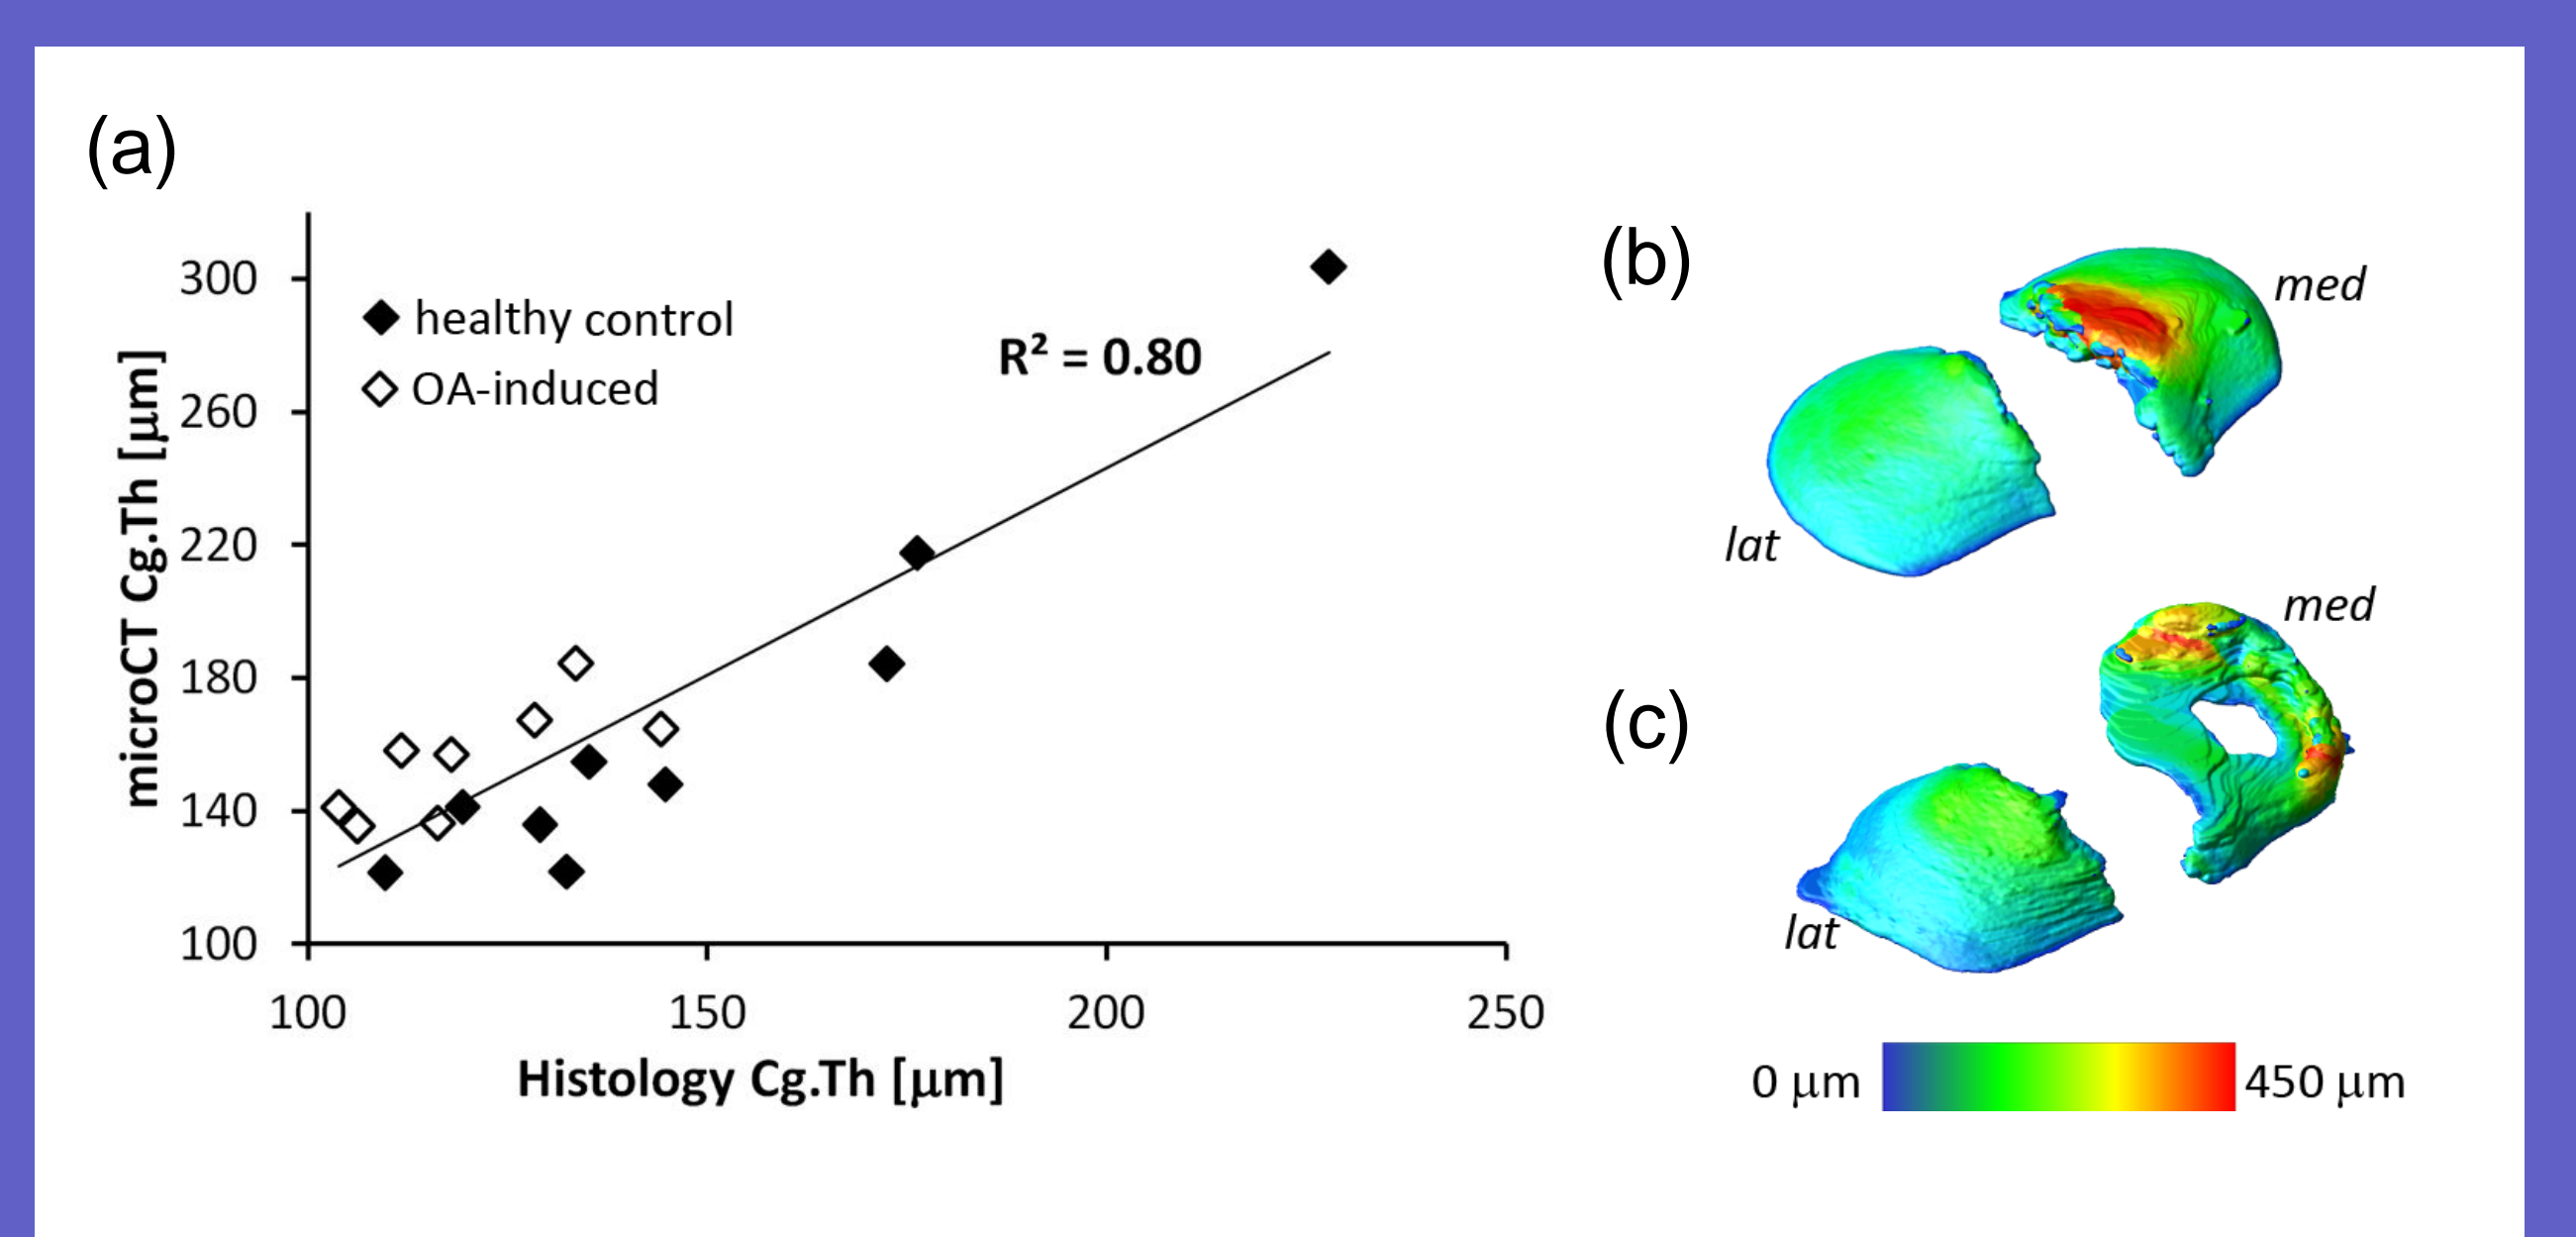 (a)
300
260
220
180
140
100
100 150 200 250
microCT Cg.Th [μm]
Histology Cg.Th [μm]
healthy control
OA-induced
R² = 0.80
(b)
med
lat
(c)
med
lat
0 μm 450 μm